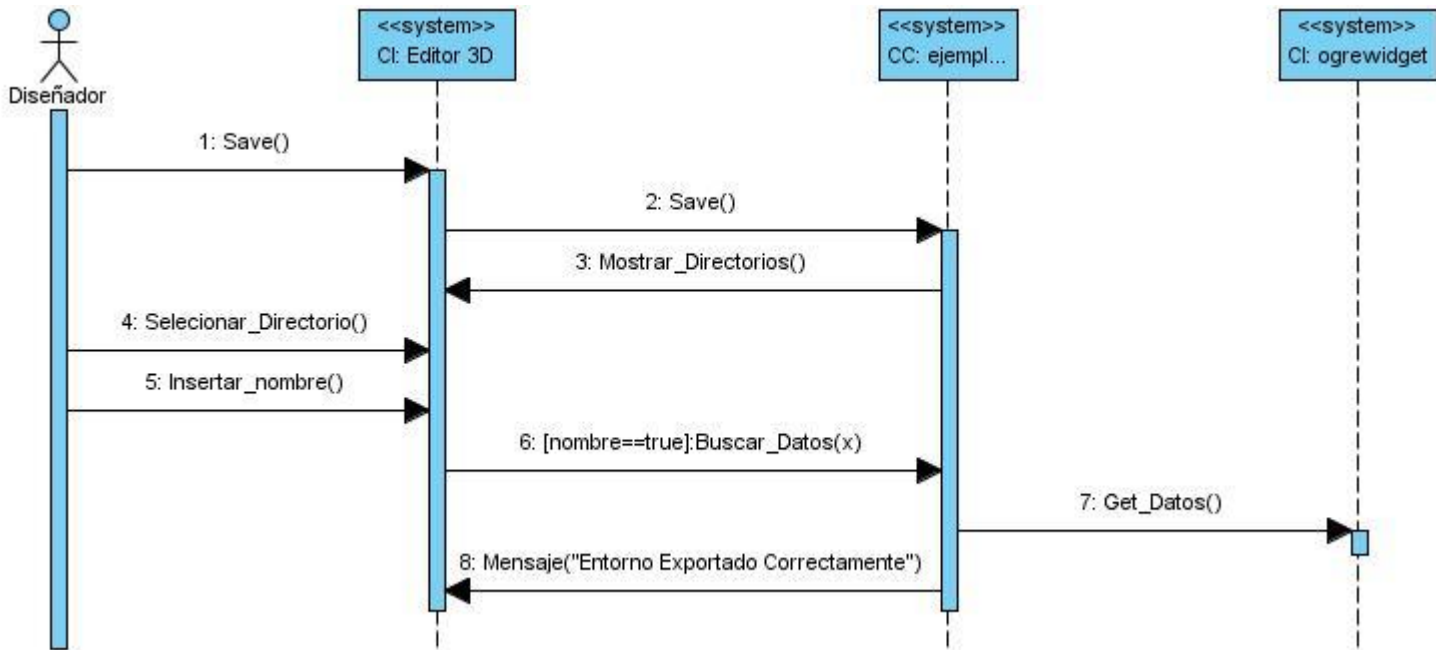 <<system>>
CI: Editor 3D
<<system>>
CC: ejempl...
<<system>>
CI: ogrewidget
Diseñador
1: Save()
2: Save()
3: Mostrar_Directorios()
4: Selecionar_Directorio()
5: Insertar_nombre()
6: [nombre==true]:Buscar_Datos(x)
7: Get_Datos()
8: Mensaje("Entorno Exportado Correctamente")